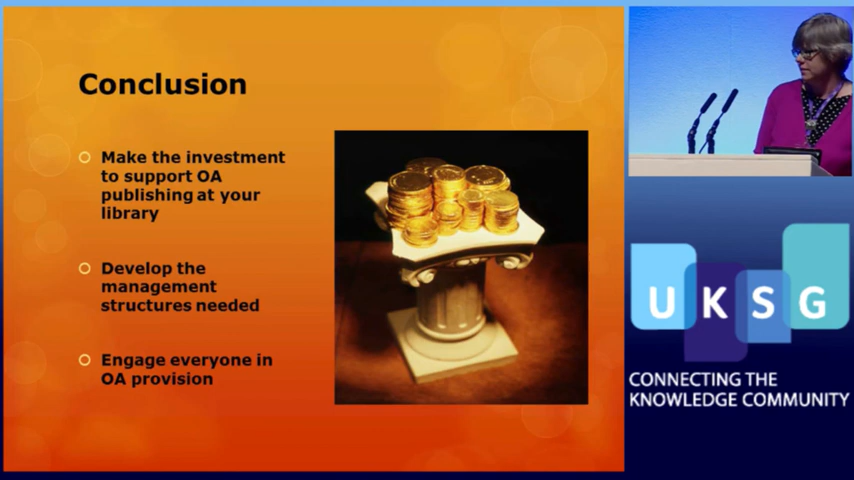 Conclusion
Make the investment
to support OA
publishing at your
library
Develop the
management
structures needed
Engage everyone in
OA provision
UKSG
CONNECTING THE
KNOWLEDGE COMMUNITY